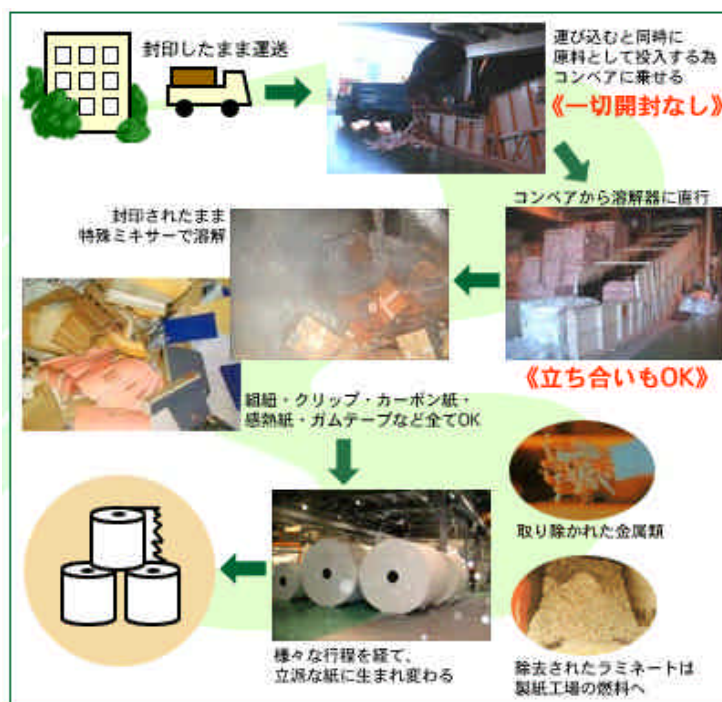 封印したまま運送
運び込むと同時に
原料として投入する為
コンベアに乗せる
《一切開封なし》
コンベアから溶解器に直行
封印されたまま
特殊ミキサーで溶解
《立ち合いもOK》
綴紐・クリップ・カーボン紙・
感熱紙・ガムテープなど全てOK
取り除かれた金属類
様々な行程を経て、
立派な紙に生まれ変わる
除去されたラミネートは
製紙工場の燃料へ